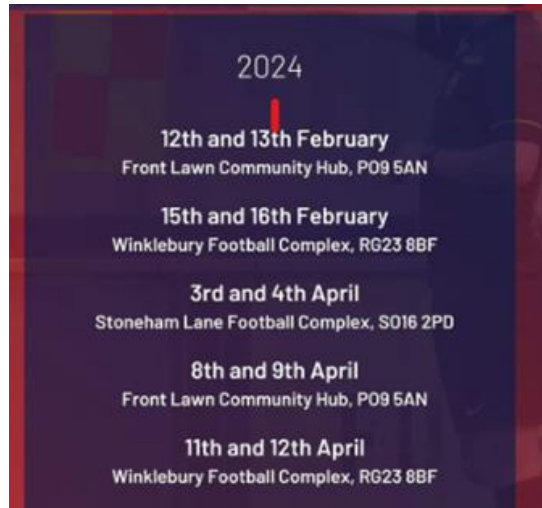 2024
12th and 13th February
Front Lawn Community Hub, PO9 5AN
15th and 16th February
Winklebury Football Complex, RG23 8BF
3rd and 4th April
Stoneham Lane Football Complex, SO16 2PD
8th and 9th April
Front Lawn Community Hub, PO9 5AN
11th and 12th April
Winklebury Football Complex, RG23 8BF